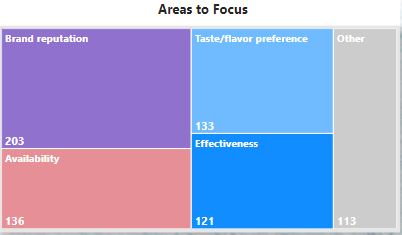 Areas to Focus
Brand reputation
203
Availability
136
Taste/flavor preference
133
Effectiveness
121
Other
113